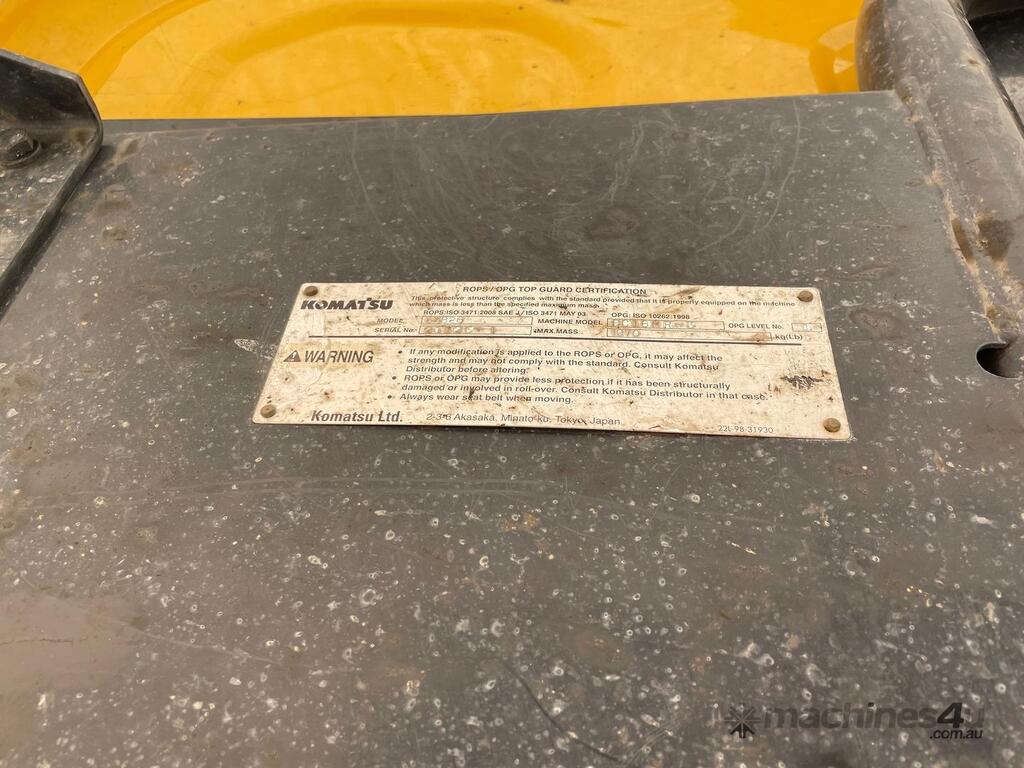 ROPS / OPG TOP GUARD CERTIFICATION
KOMATSU
This protective structure complies with the standard provided that it is properly equipped on the machine
which mass is less than the specified maximum mass.
ROPS:ISO 3471:2008 SAE J / ISO 3471 MAY 03 OPG: ISO 10262:1998
MODEL MACHINE MODEL OPG LEVEL No.
SERIAL No. MAX.MASS. kg(Lb)
WARNING
• If any modification is applied to the ROPS or OPG, it may affect the
strength and may not comply with the standard. Consult Komatsu
Distributor before altering.
• ROPS or OPG may provide less protection if it has been structurally
damaged or involved in roll-over. Consult Komatsu Distributor in that case.
• Always wear seat belt when moving.
Komatsu Ltd. 2-3-6 Akasaka, Minato-ku, Tokyo, Japan
22L-98-31930
machines4u
.com.au